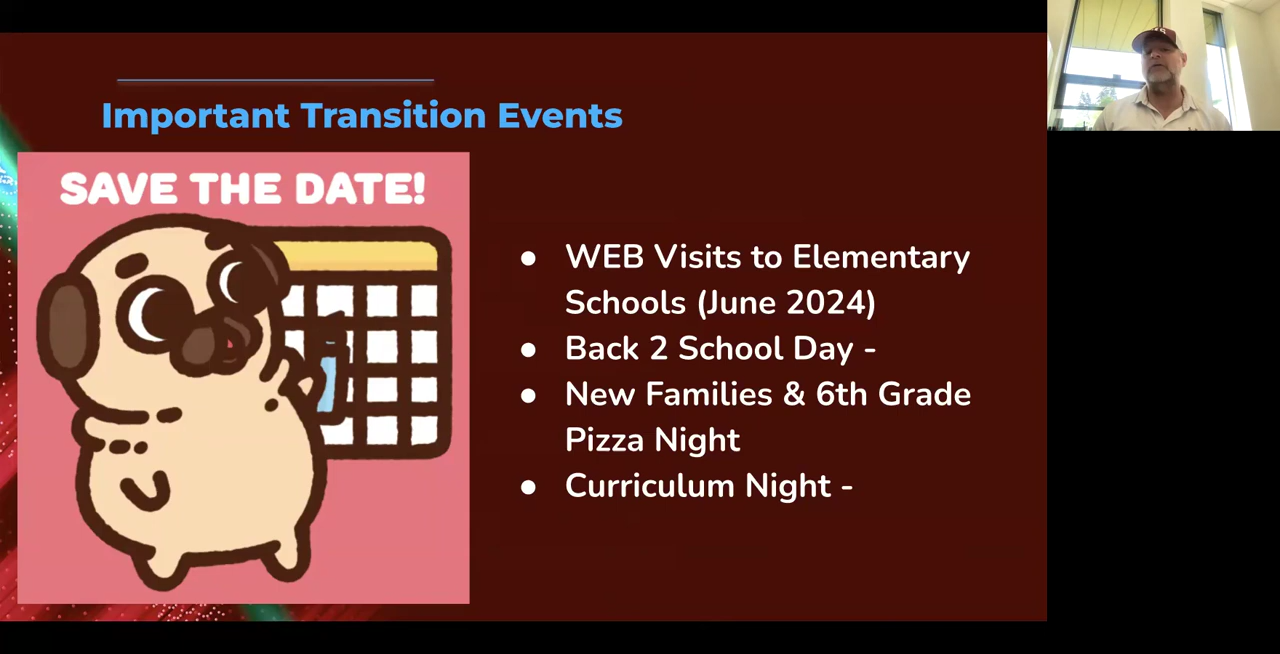 Important Transition Events
SAVE THE DATE!
● WEB Visits to Elementary
Schools (June 2024)
● Back 2 School Day -
● New Families & 6th Grade
Pizza Night
● Curriculum Night -